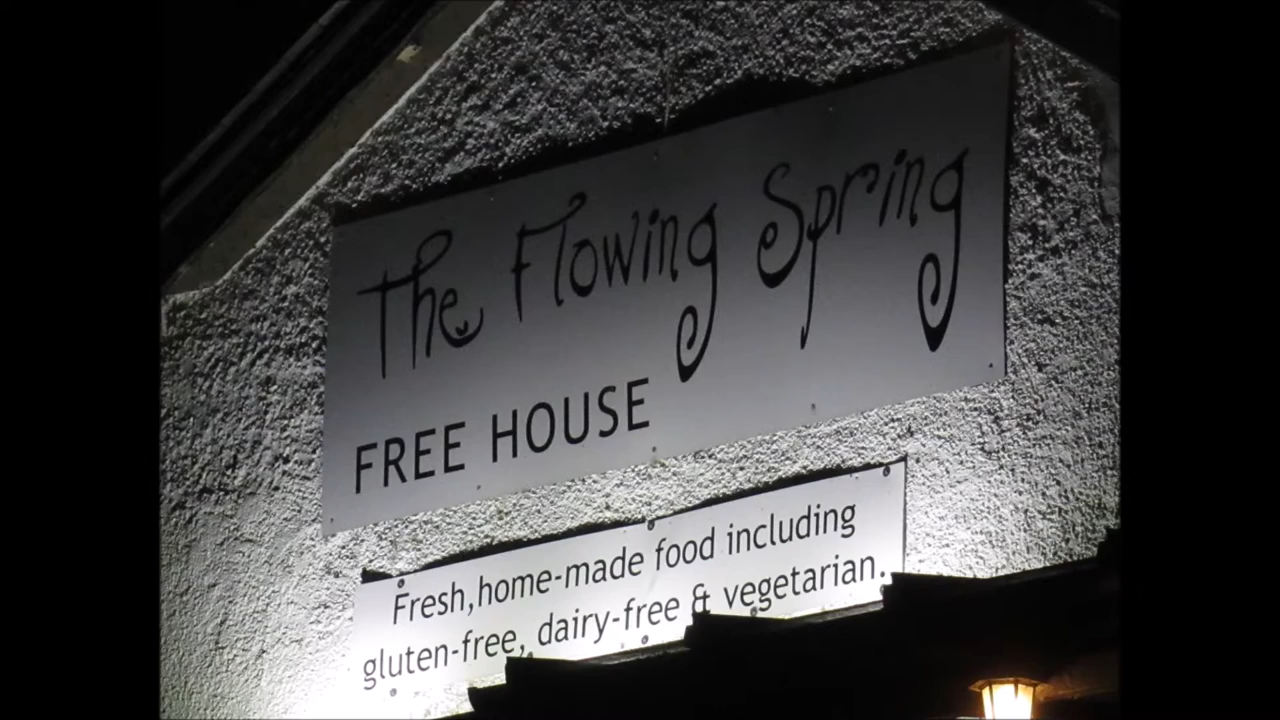 The Flowing Spring
FREE HOUSE
Fresh, home-made food including
gluten-free, dairy-free & vegetarian.